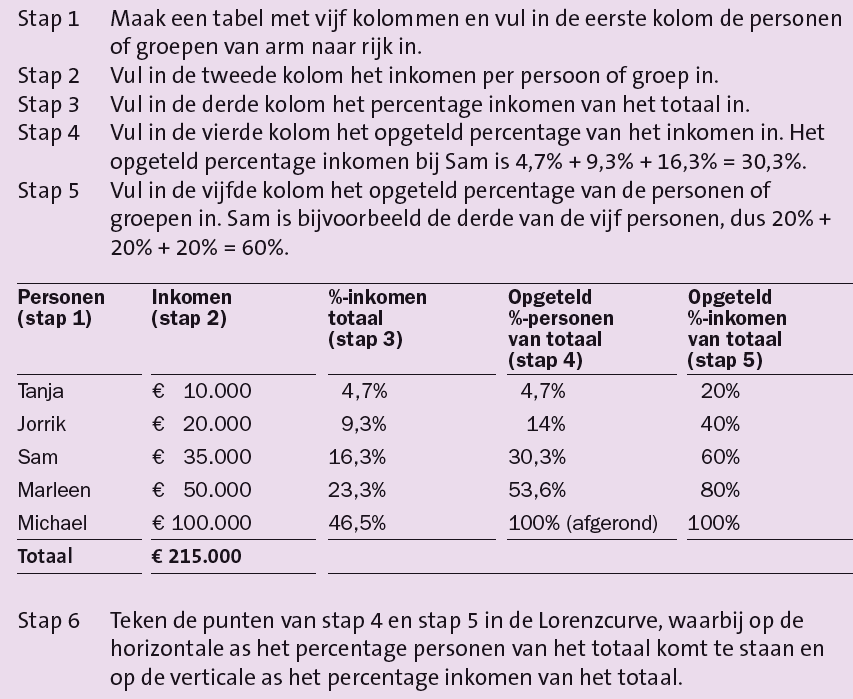 Stap 1 Maak een tabel met vijf kolommen en vul in de eerste kolom de personen
of groepen van arm naar rijk in.
Stap 2 Vul in de tweede kolom het inkomen per persoon of groep in.
Stap 3 Vul in de derde kolom het percentage inkomen van het totaal in.
Stap 4 Vul in de vierde kolom het opgeteld percentage van het inkomen in. Het
opgeteld percentage inkomen bij Sam is 4,7% + 9,3% + 16,3% = 30,3%.
Stap 5 Vul in de vijfde kolom het opgeteld percentage van de personen of
groepen in. Sam is bijvoorbeeld de derde van de vijf personen, dus 20% +
20% + 20% = 60%.
Personen Inkomen %-inkomen Opgeteld Opgeteld
(stap 1) (stap 2) totaal %-personen %-inkomen
(stap 3) van totaal van totaal
(stap 4) (stap 5)
Tanja € 10.000 4,7% 4,7% 20%
Jorrik € 20.000 9,3% 14% 40%
Sam € 35.000 16,3% 30,3% 60%
Marleen € 50.000 23,3% 53,6% 80%
Michael € 100.000 46,5% 100% (afgerond) 100%
Totaal € 215.000
Stap 6 Teken de punten van stap 4 en stap 5 in de Lorenzcurve, waarbij op de
horizontale as het percentage personen van het totaal komt te staan en
op de verticale as het percentage inkomen van het totaal.